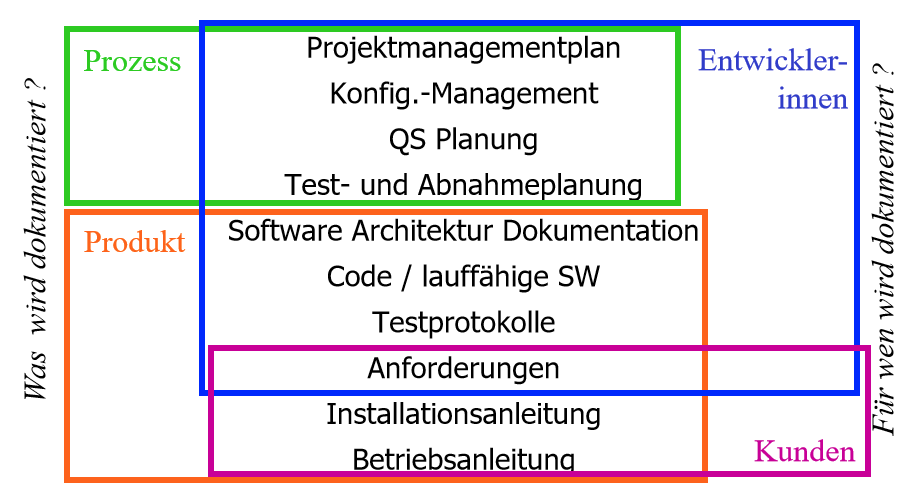 Was wird dokumentiert ?
Prozess
Projektmanagementplan
Konfig.-Management
QS Planung
Test- und Abnahmeplanung
Entwickler-
innen
Produkt
Software Architektur Dokumentation
Code / lauffähige SW
Testprotokolle
Anforderungen
Installationsanleitung
Betriebsanleitung
Kunden
Für wen wird dokumentiert ?